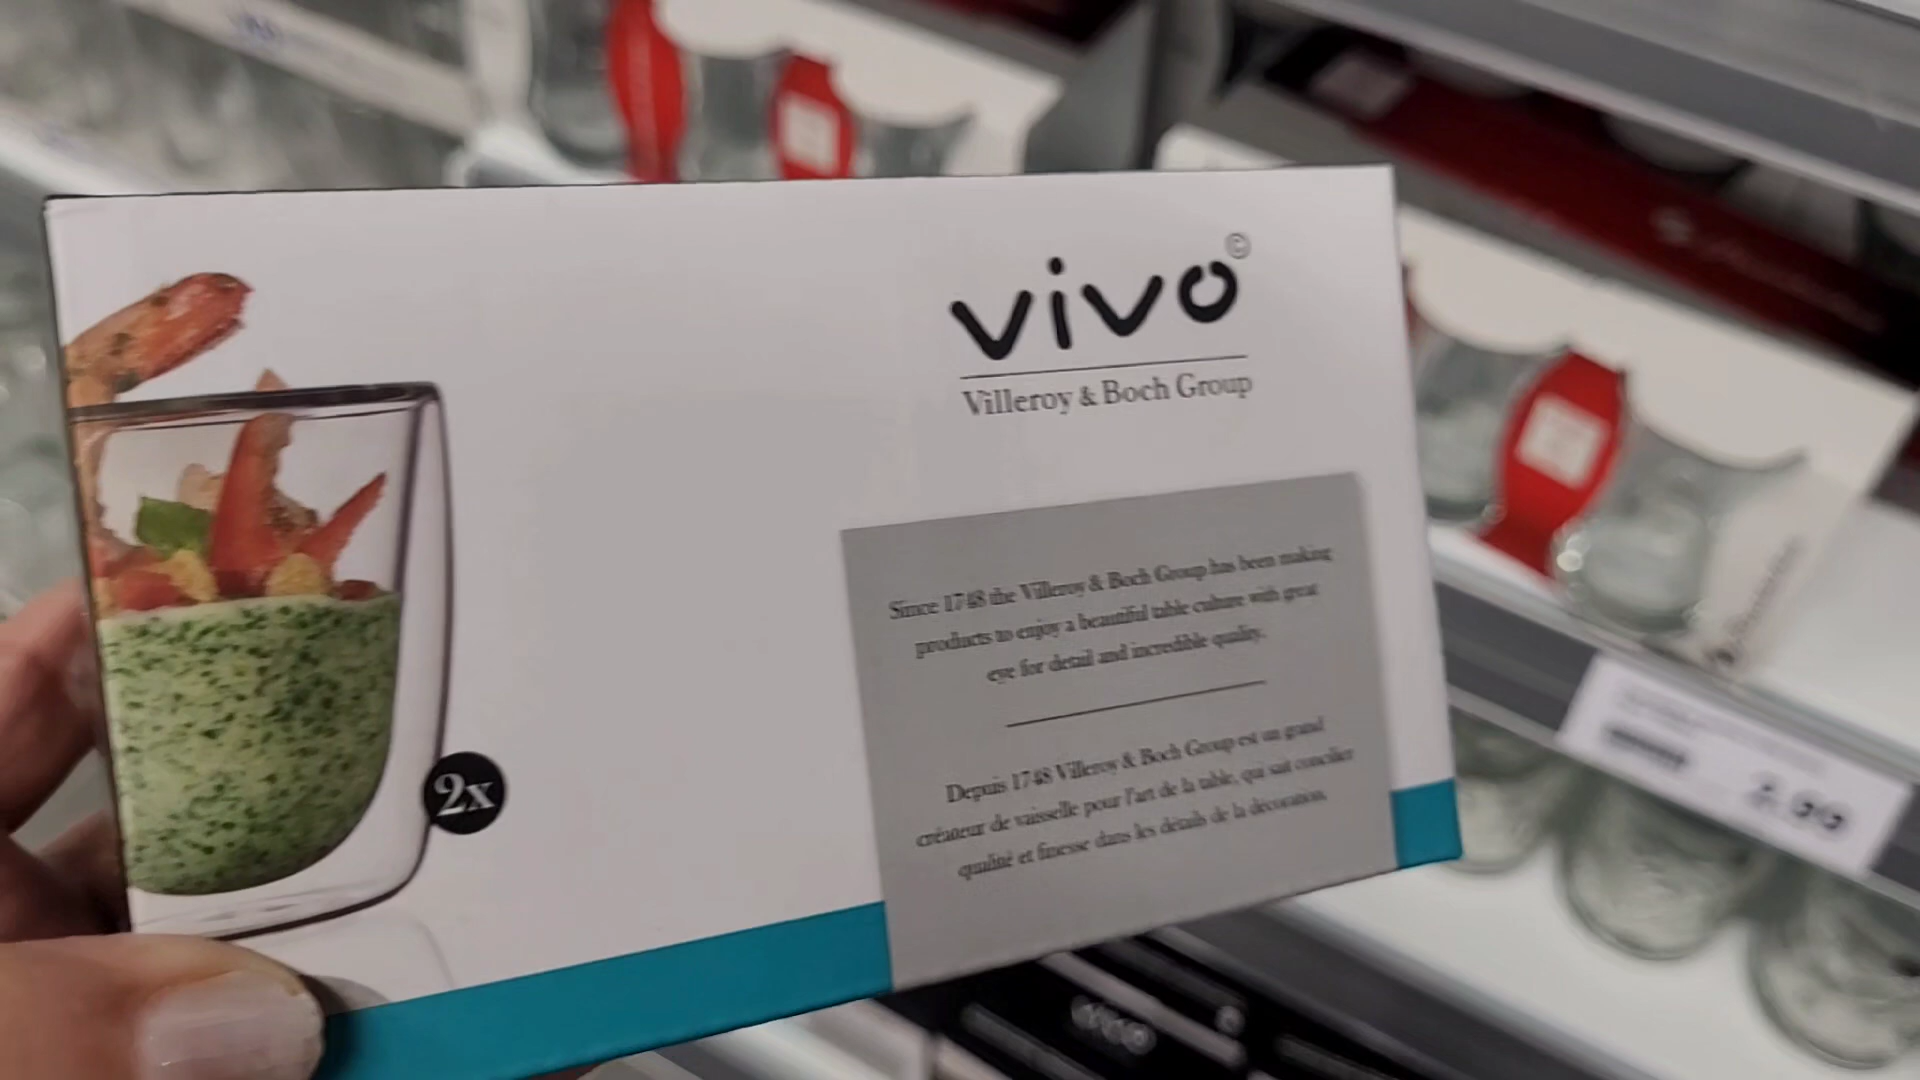 vivo©
Villeroy & Boch Group
Since 1748 the Villeroy & Boch Group has been making
products to enjoy a beautiful table culture with great
eye for detail and incredible quality.
Depuis 1748 Villeroy & Boch Group est un grand
créateur de vaisselle pour l'art de la table, qui sait concilier
qualité et finesse dans les détails de la décoration.
2x
vivo